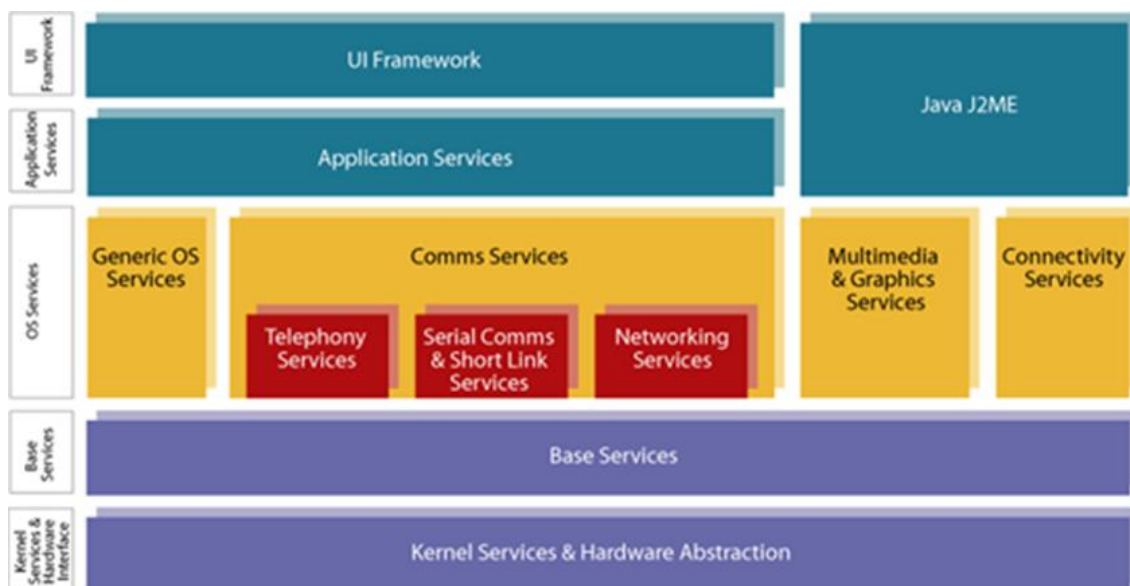 UI
Framework
UI Framework
Java J2ME
Application
Services
Application Services
OS Services
Generic OS
Services
Comms Services
Telephony
Services
Serial Comms
& Short Link
Services
Networking
Services
Multimedia
& Graphics
Services
Connectivity
Services
Base
Services
Base Services
Kernel
Services &
Hardware
Interface
Kernel Services & Hardware Abstraction